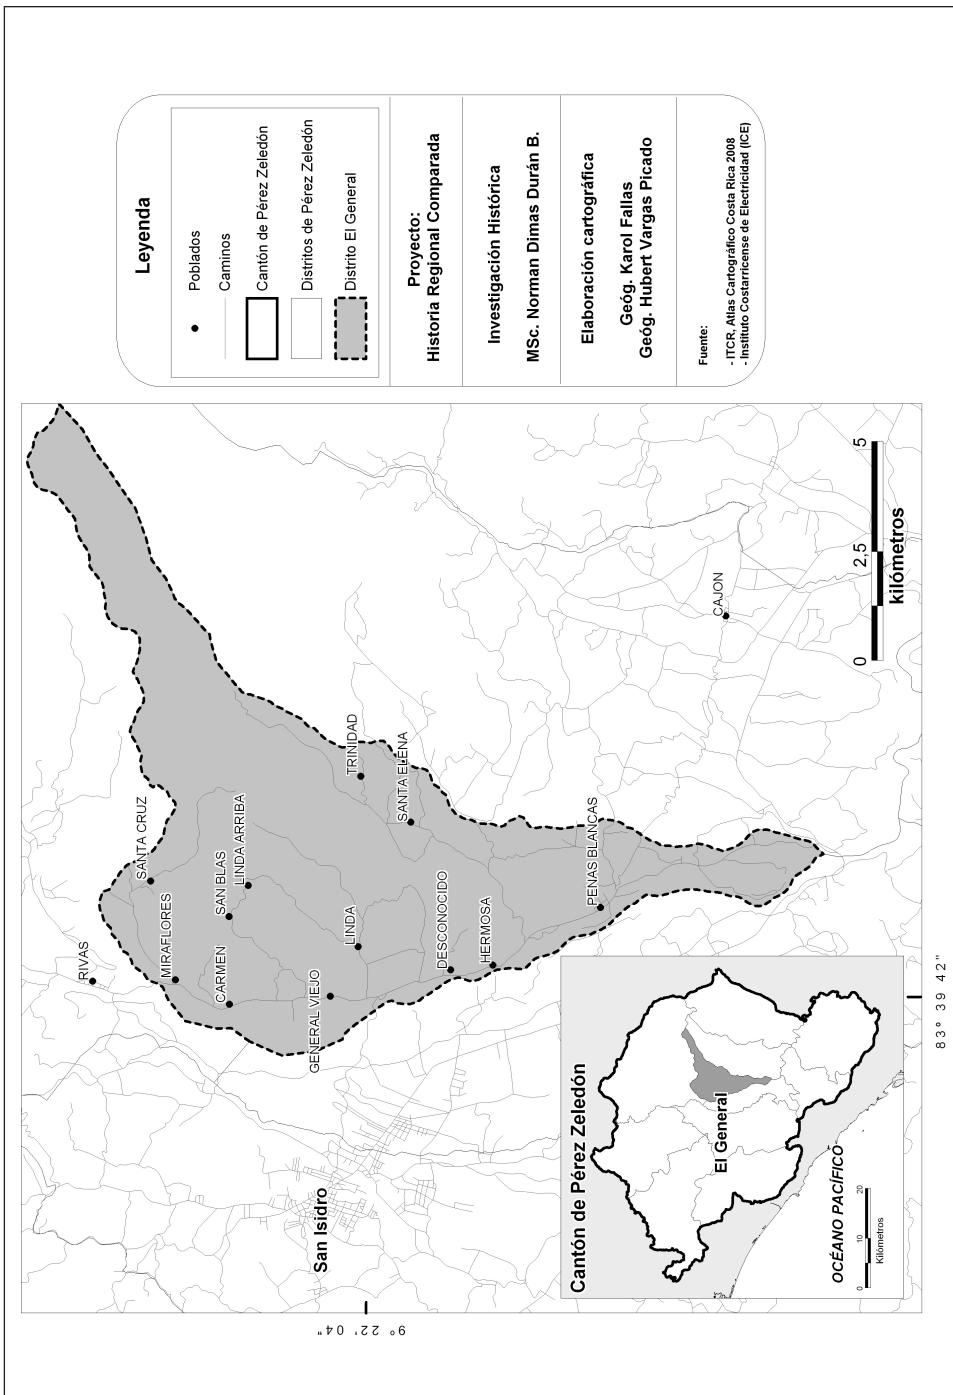 RIVAS
SANTA CRUZ
MIRAFLORES
CARMEN
SAN BLAS
LINDA ARRIBA
GENERAL VIEJO
LINDA
TRINIDAD
SANTA ELENA
DESCONOCIDO
HERMOSA
PENAS BLANCAS
CAJON
San Isidro
0 2,5 5
kilómetros
9° 22' 04"
83° 39 42"
Cantón de Pérez Zeledón
El General
OCÉANO PACÍFICO
0 10 20
Kilómetros
Leyenda
Poblados
Caminos
Cantón de Pérez Zeledón
Distritos de Pérez Zeledón
Distrito El General
Proyecto:
Historia Regional Comparada
Investigación Histórica
MSc. Norman Dimas Durán B.
Elaboración cartográfica
Geóg. Karol Fallas
Geóg. Hubert Vargas Picado
Fuente:
- ITCR, Atlas Cartográfico Costa Rica 2008
- Instituto Costarricense de Electricidad (ICE)